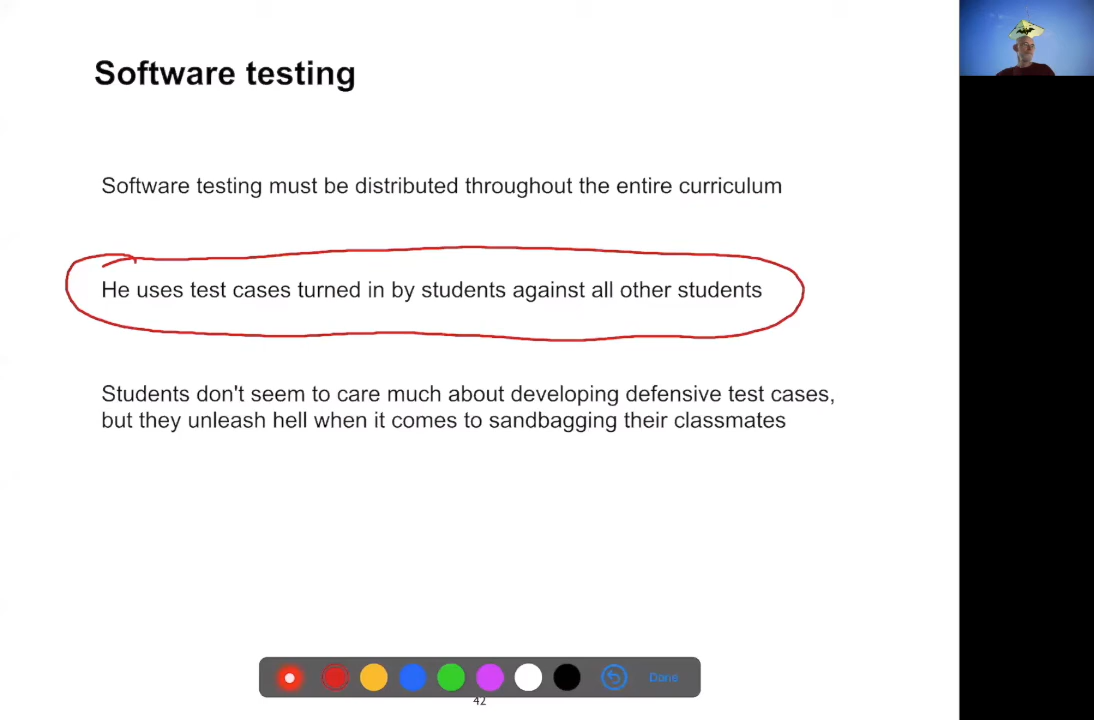 Software testing
Software testing must be distributed throughout the entire curriculum
He uses test cases turned in by students against all other students
Students don't seem to care much about developing defensive test cases,
but they unleash hell when it comes to sandbagging their classmates
Done
42